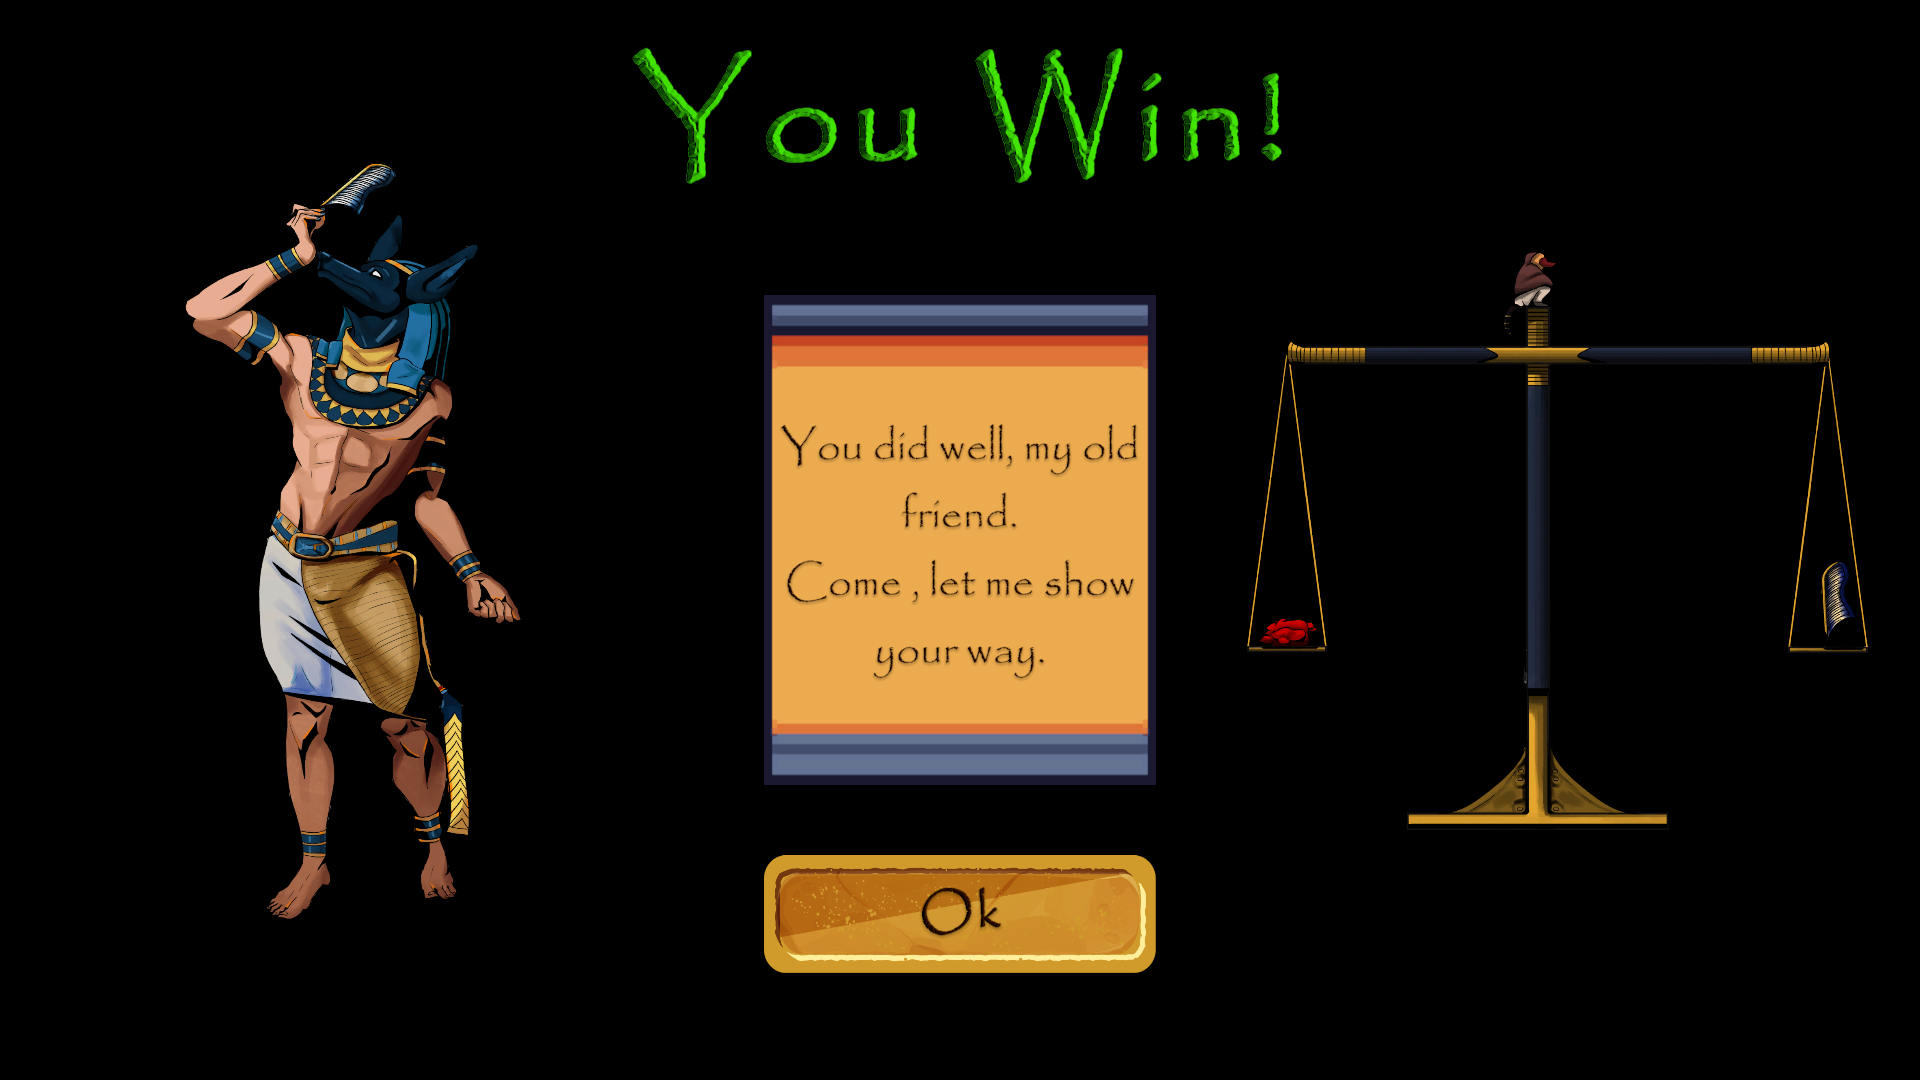 You Win!
You did well, my old
friend.
Come , let me show
your way.
Ok